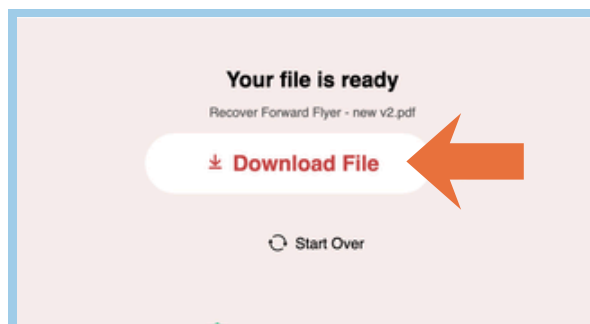 Your file is ready
Recover Forward Flyer - new v2.pdf
Download File
Start Over